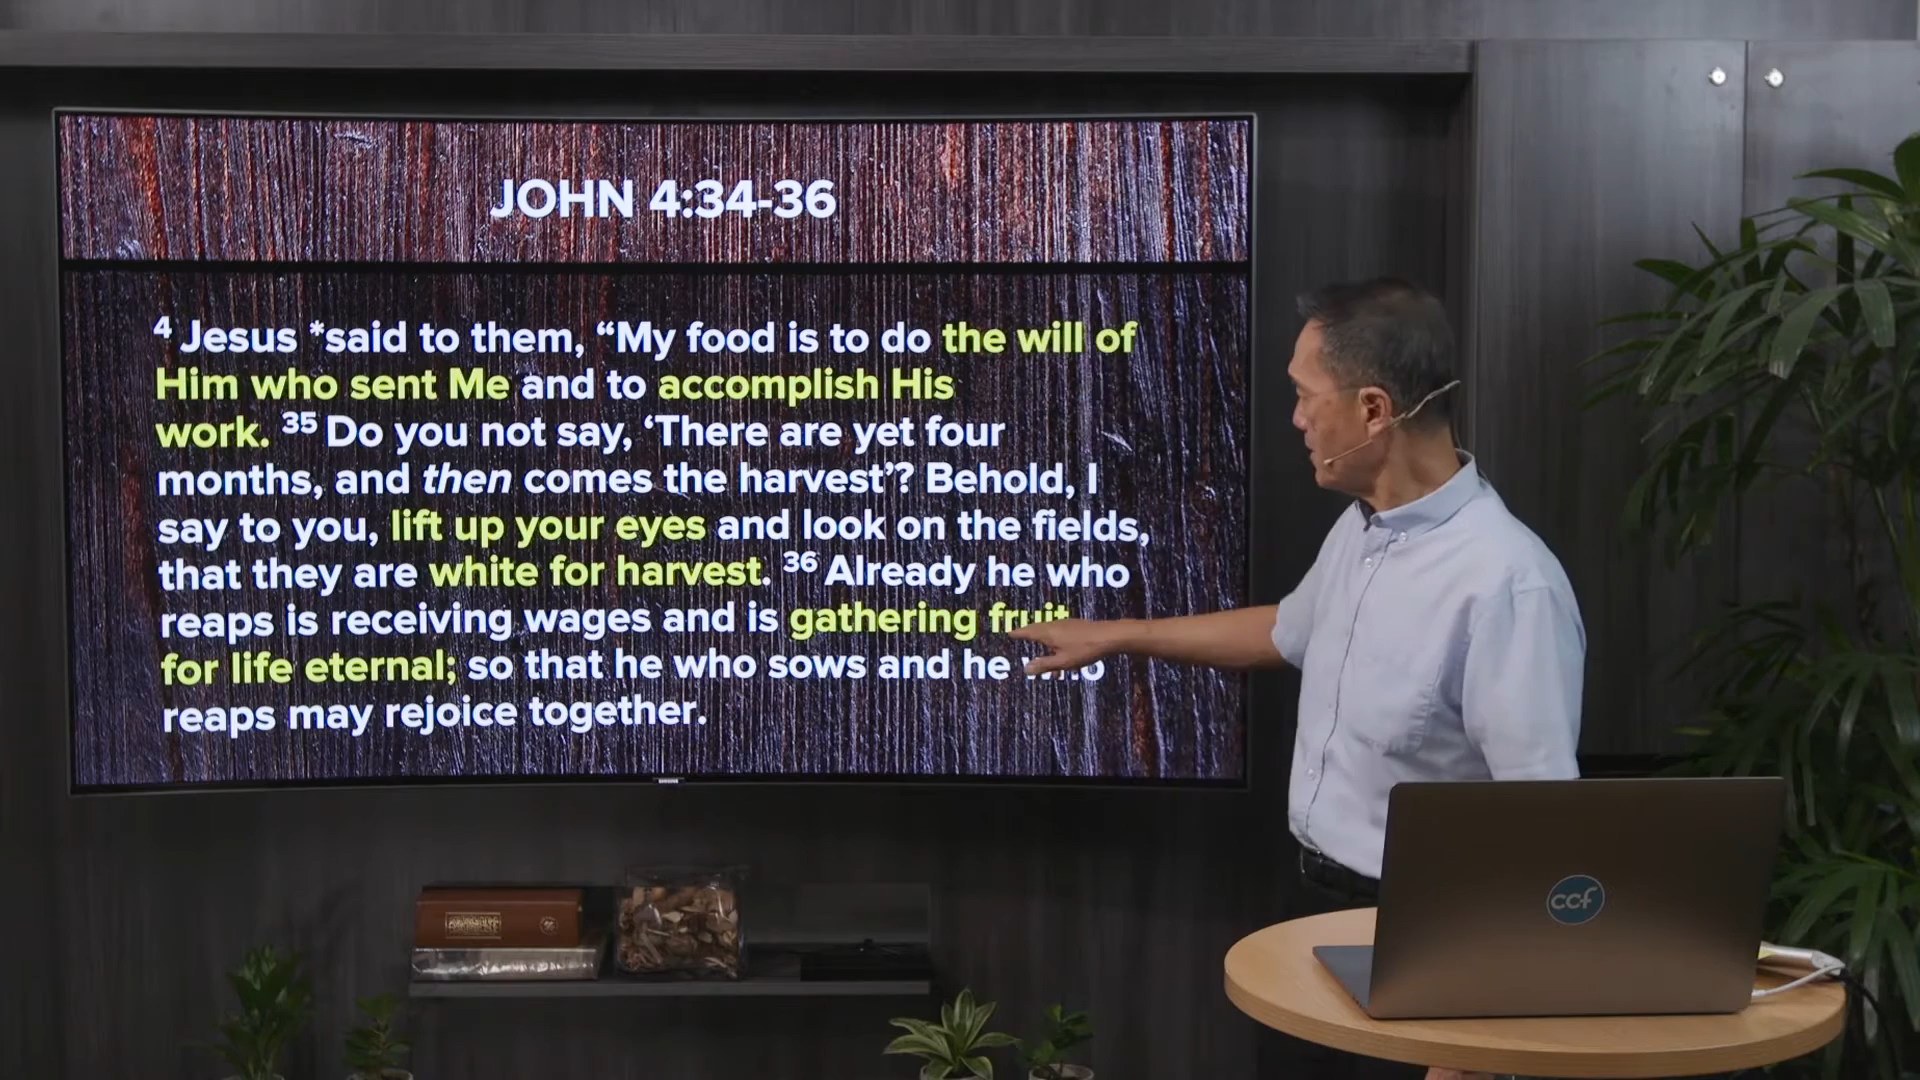 JOHN 4:34-36
4 Jesus *said to them, “My food is to do the will of
Him who sent Me and to accomplish His
work. 35 Do you not say, ‘There are yet four
months, and then comes the harvest’? Behold, I
say to you, lift up your eyes and look on the fields,
that they are white for harvest. 36 Already he who
reaps is receiving wages and is gathering fruit
for life eternal; so that he who sows and he who
reaps may rejoice together.
ccf